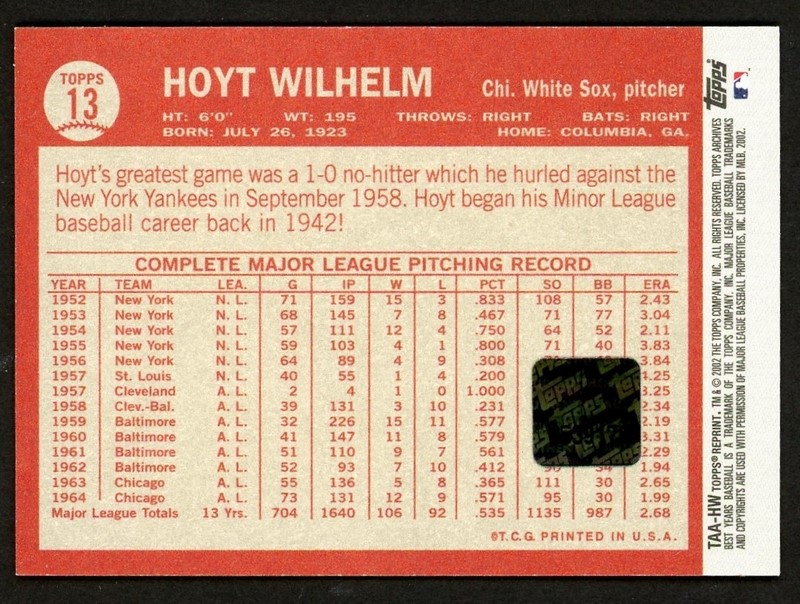 TOPPS
13
HOYT WILHELM Chi. White Sox, pitcher
HT: 6'0" WT: 195 THROWS: RIGHT BATS: RIGHT
BORN: JULY 26, 1923 HOME: COLUMBIA, GA.
Hoyt's greatest game was a 1-0 no-hitter which he hurled against the
New York Yankees in September 1958. Hoyt began his Minor League
baseball career back in 1942!
COMPLETE MAJOR LEAGUE PITCHING RECORD
YEAR TEAM LEA. G IP W L PCT SO BB ERA
1952 New York N. L. 71 159 15 3 .833 108 57 2.43
1953 New York N. L. 68 145 7 8 .467 71 77 3.04
1954 New York N. L. 57 111 12 4 .750 64 52 2.11
1955 New York N. L. 59 103 4 1 .800 71 40 3.83
1956 New York N. L. 64 89 4 9 .308 71 3.84
1957 St. Louis N. L. 40 55 1 4 .200 4.25
1957 Cleveland A. L. 2 4 1 0 1.000 3.25
1958 Clev.-Bal. A. L. 39 131 3 10 .231 2.34
1959 Baltimore A. L. 32 226 15 11 .577 2.19
1960 Baltimore A. L. 41 147 11 8 .579 3.31
1961 Baltimore A. L. 51 110 9 7 .561 2.29
1962 Baltimore A. L. 52 93 7 10 .412 1.94
1963 Chicago A. L. 55 136 5 8 .365 111 30 2.65
1964 Chicago A. L. 73 131 12 9 .571 95 30 1.99
Major League Totals 13 Yrs. 704 1640 106 92 .535 1135 987 2.68
©T.C.G. PRINTED IN U.S.A.
topps
topps
TAA-HW TOPPS® REPRINT. TM & © 2002 THE TOPPS COMPANY, INC. ALL RIGHTS RESERVED. TOPPS ARCHIVES
BEST YEARS BASEBALL IS A TRADEMARK OF THE TOPPS COMPANY, INC. MAJOR LEAGUE BASEBALL TRADEMARKS
AND COPYRIGHTS ARE USED WITH PERMISSION OF MAJOR LEAGUE BASEBALL PROPERTIES, INC. LICENSED BY MLB. 2002.